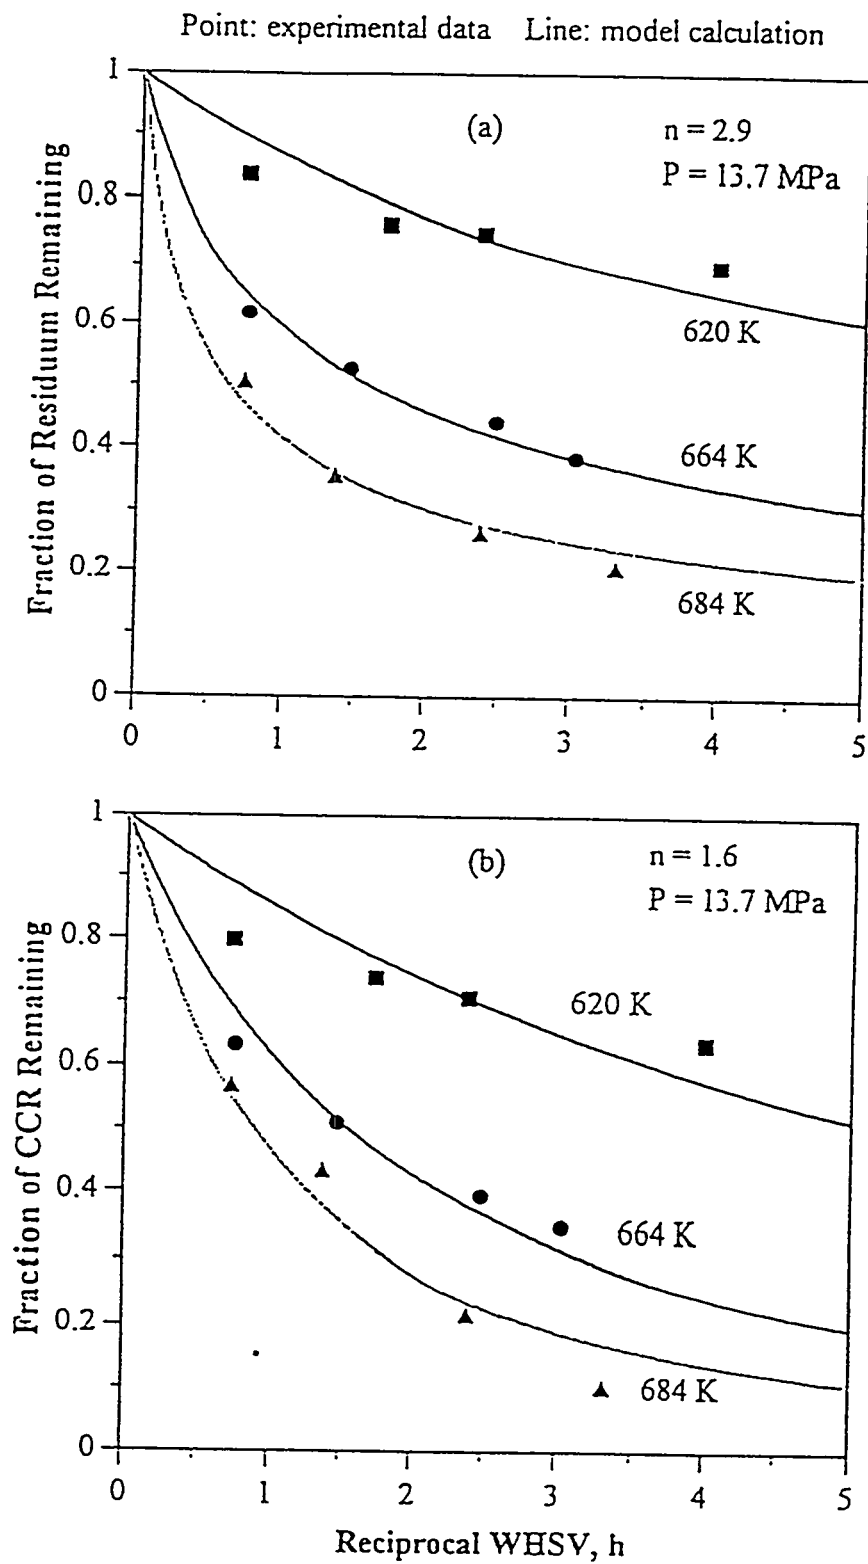 Point: experimental data Line: model calculation
(a)
n = 2.9
P = 13.7 MPa
Fraction of Residuum Remaining
1
0.8
0.6
0.4
0.2
0
620 K
664 K
684 K
0 1 2 3 4 5
(b)
n = 1.6
P = 13.7 MPa
Fraction of CCR Remaining
1
0.8
0.6
0.4
0.2
0
620 K
664 K
684 K
0 1 2 3 4 5
Reciprocal WHSV, h